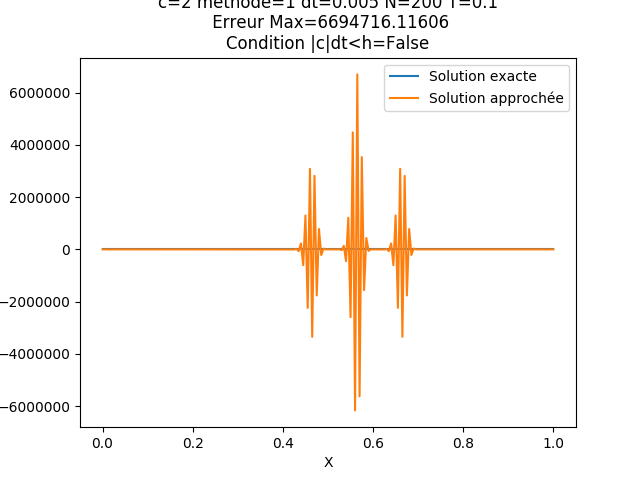 c=2 methode=1 dt=0.005 N=200 T=0.1
Erreur Max=6694716.11606
Condition |c|dt<h=False
Solution exacte
Solution approchée
6000000
4000000
2000000
0
−2000000
−4000000
−6000000
0.0 0.2 0.4 0.6 0.8 1.0
X